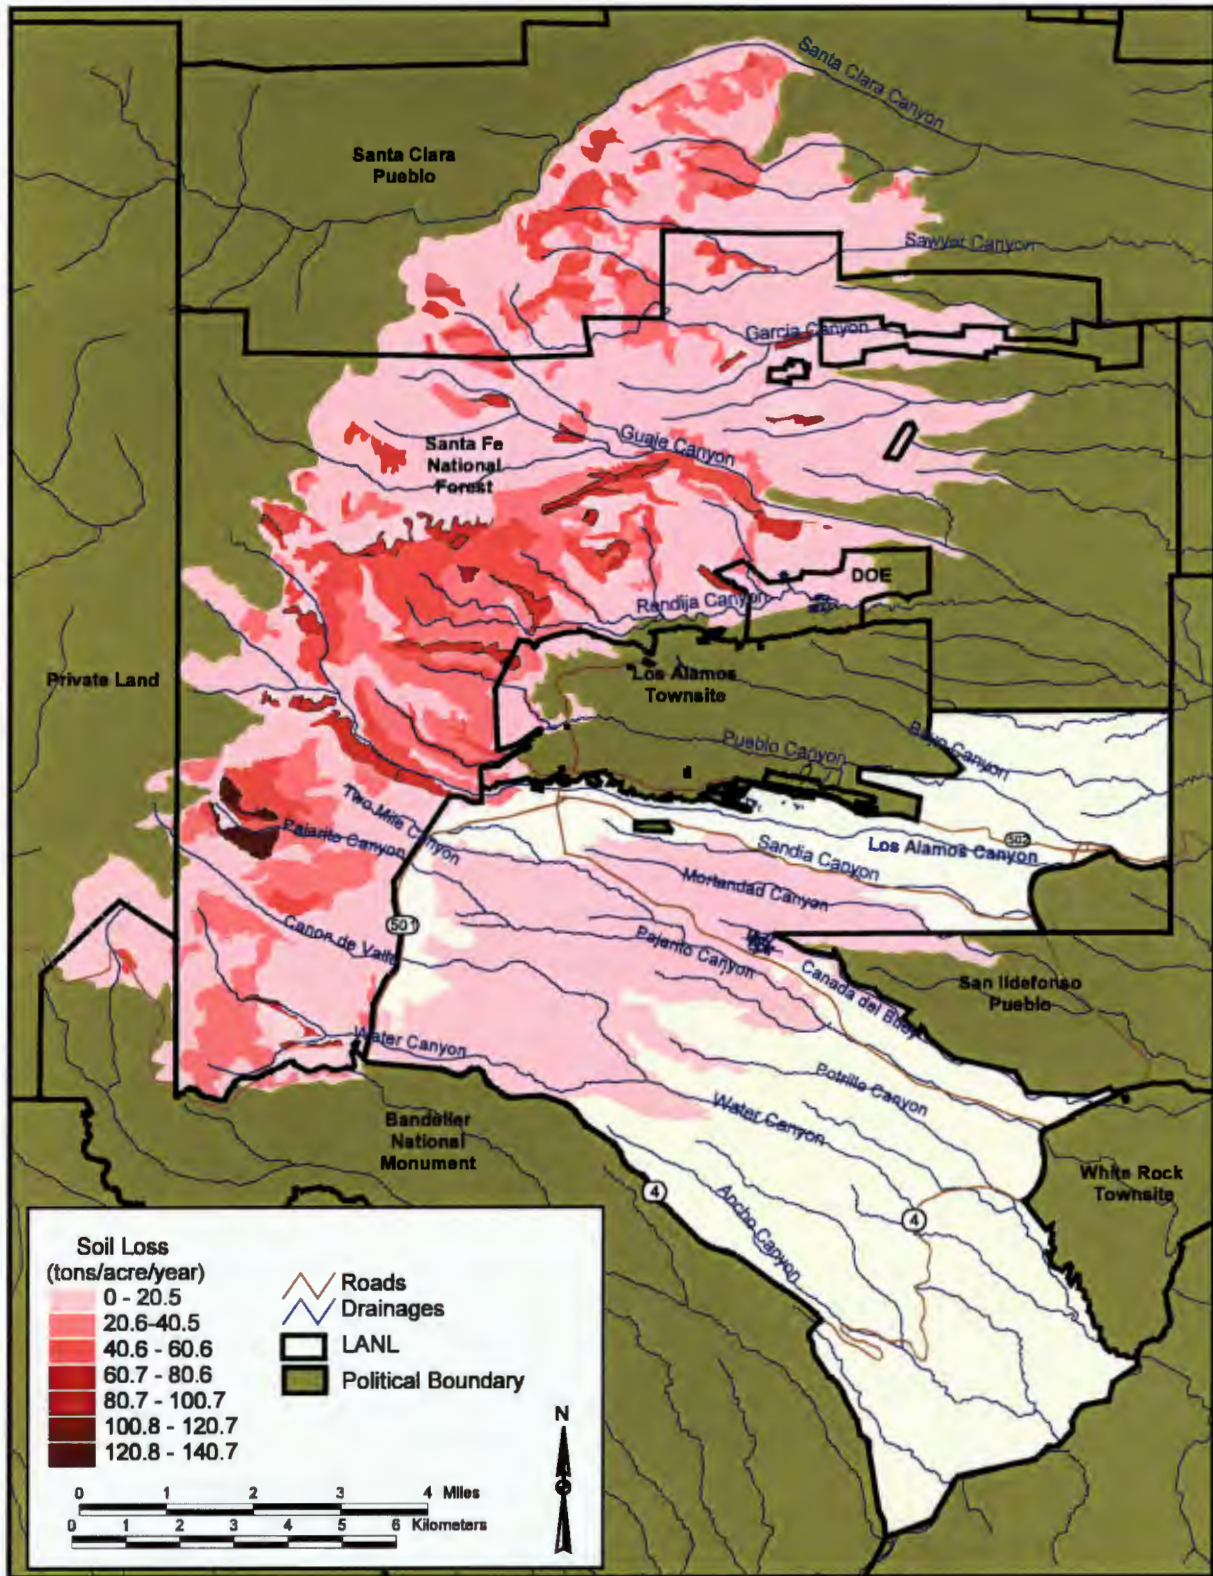 Santa Clara Canyon
Santa Clara
Pueblo
Sawyer Canyon
Garcia Canyon
Guaje Canyon
Santa Fe
National
Forest
DOE
Rendija Canyon
Private Land
Los Alamos
Townsite
Bayo Canyon
Pueblo Canyon
Two Mile Canyon
Pajarito Canyon
Los Alamos Canyon
502
Sandia Canyon
Mortandad Canyon
501
Canon de Valle
Pajarito Canyon
Canada del Buey
San Ildefonso
Pueblo
Water Canyon
Potrillo Canyon
Water Canyon
Bandelier
National
Monument
White Rock
Townsite
4
4
Ancho Canyon
Soil Loss
(tons/acre/year)
0 - 20.5
20.6-40.5
40.6 - 60.6
60.7 - 80.6
80.7 - 100.7
100.8 - 120.7
120.8 - 140.7
Roads
Drainages
LANL
Political Boundary
N
0 1 2 3 4 Miles
0 1 2 3 4 5 6 Kilometers